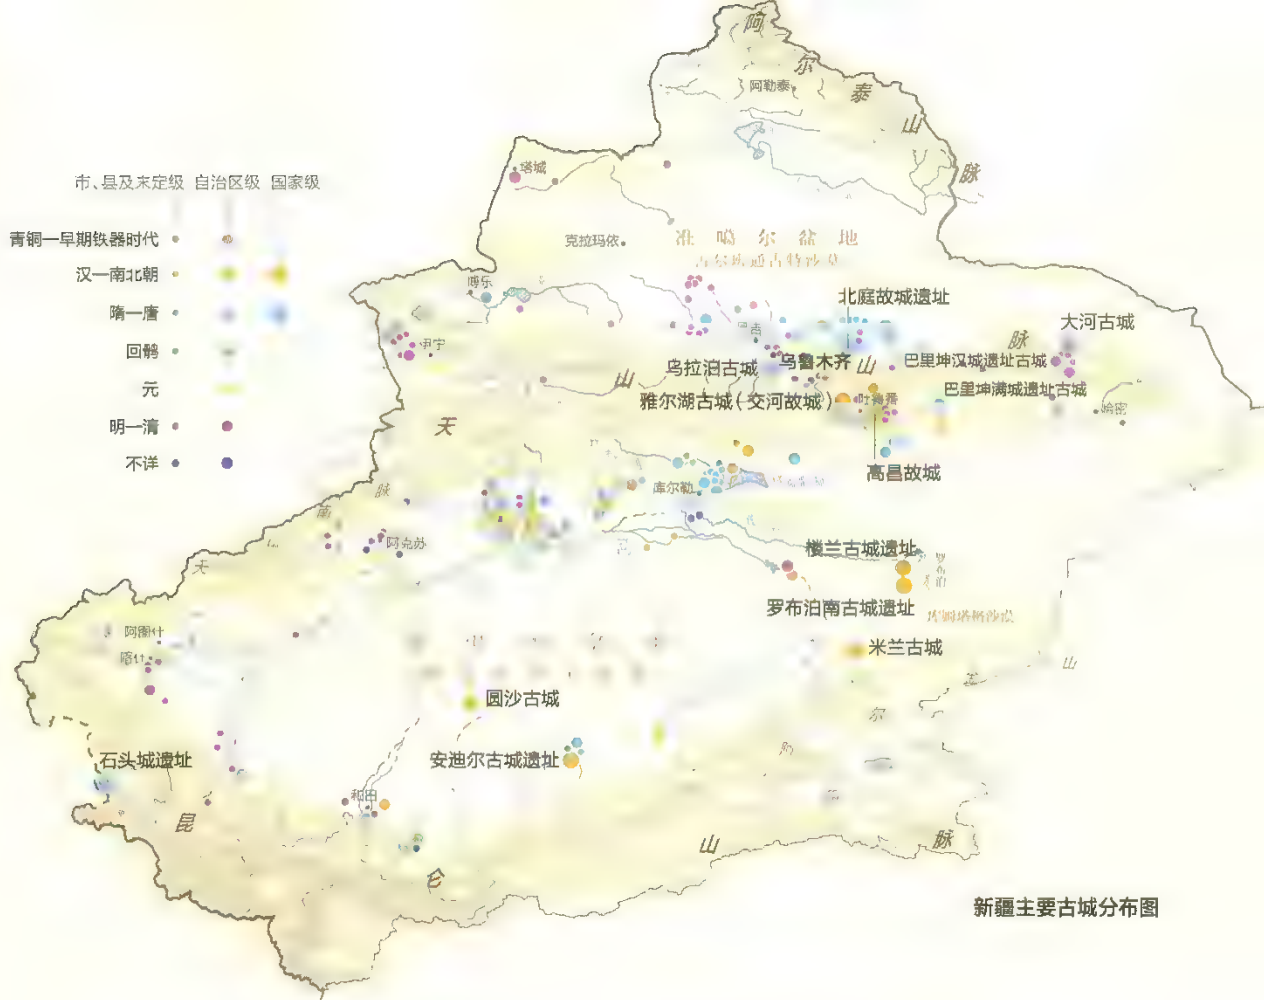 阿
尔
泰
山
脉
阿勒泰
塔城
市、县及未定级 自治区级 国家级
青铜—早期铁器时代
汉—南北朝
隋—唐
回鹘
元
明—清
不详
克拉玛依
准噶尔盆地
博乐
伊宁
北庭故城遗址
大河古城
乌拉泊古城
乌鲁木齐
山
脉
巴里坤汉城遗址古城
巴里坤满城遗址古城
雅尔湖古城(交河故城)
吐鲁番
哈密
山
天
高昌故城
库尔勒
脉
南
天
阿克苏
楼兰古城遗址
罗布泊南古城遗址
米兰古城
阿图什
喀什
圆沙古城
安迪尔古城遗址
石头城遗址
和田
山
尔
阿
昆
仑
山
脉
新疆主要古城分布图